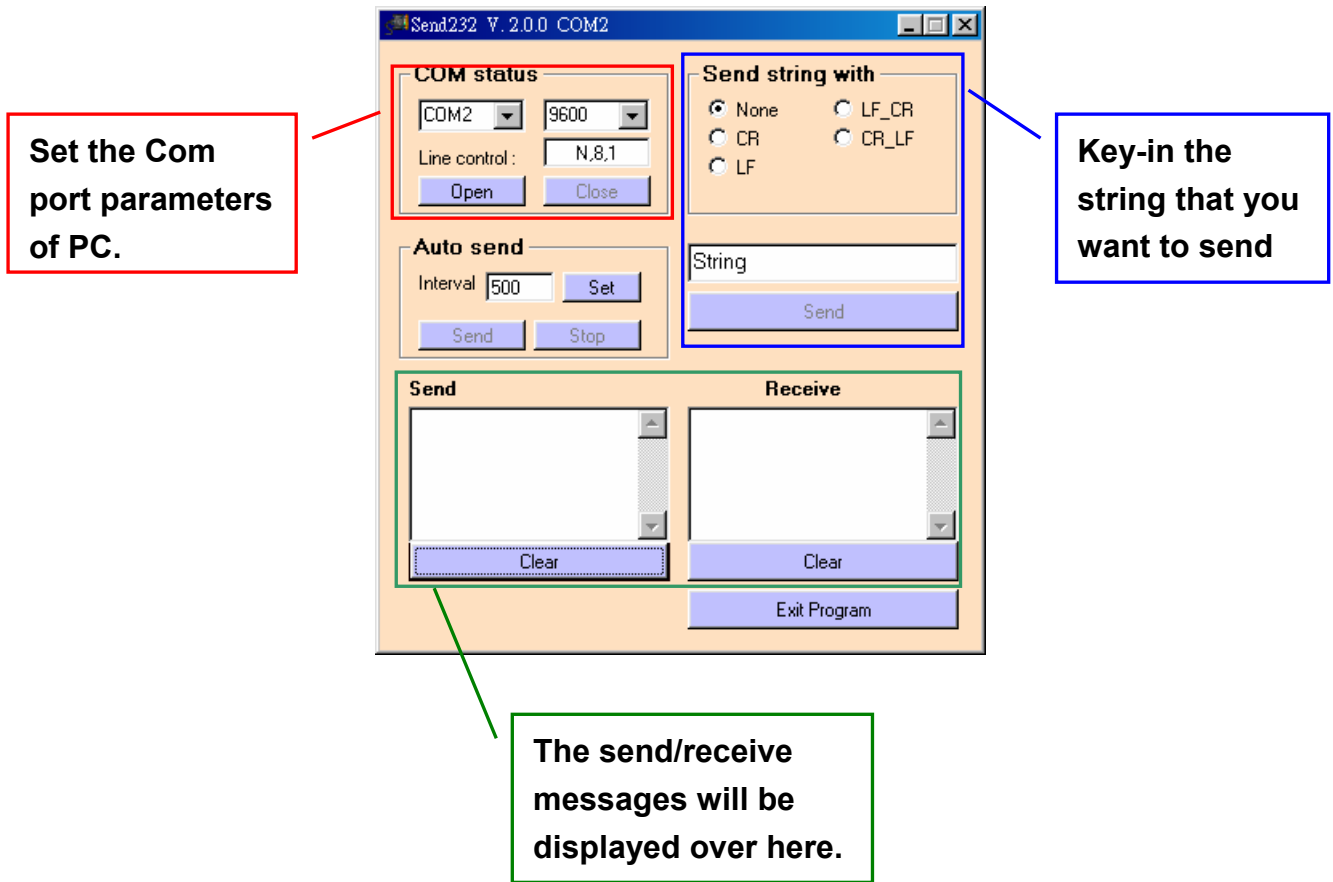 Send232 V. 2.0.0 COM2
COM status
COM2
9600
Line control :
N,8,1
Open
Close
Send string with
None
LF_CR
CR
CR_LF
LF
Set the Com
port parameters
of PC.
Key-in the
string that you
want to send
Auto send
Interval
500
Set
Send
Stop
String
Send
Send
Receive
Clear
Clear
Exit Program
The send/receive
messages will be
displayed over here.